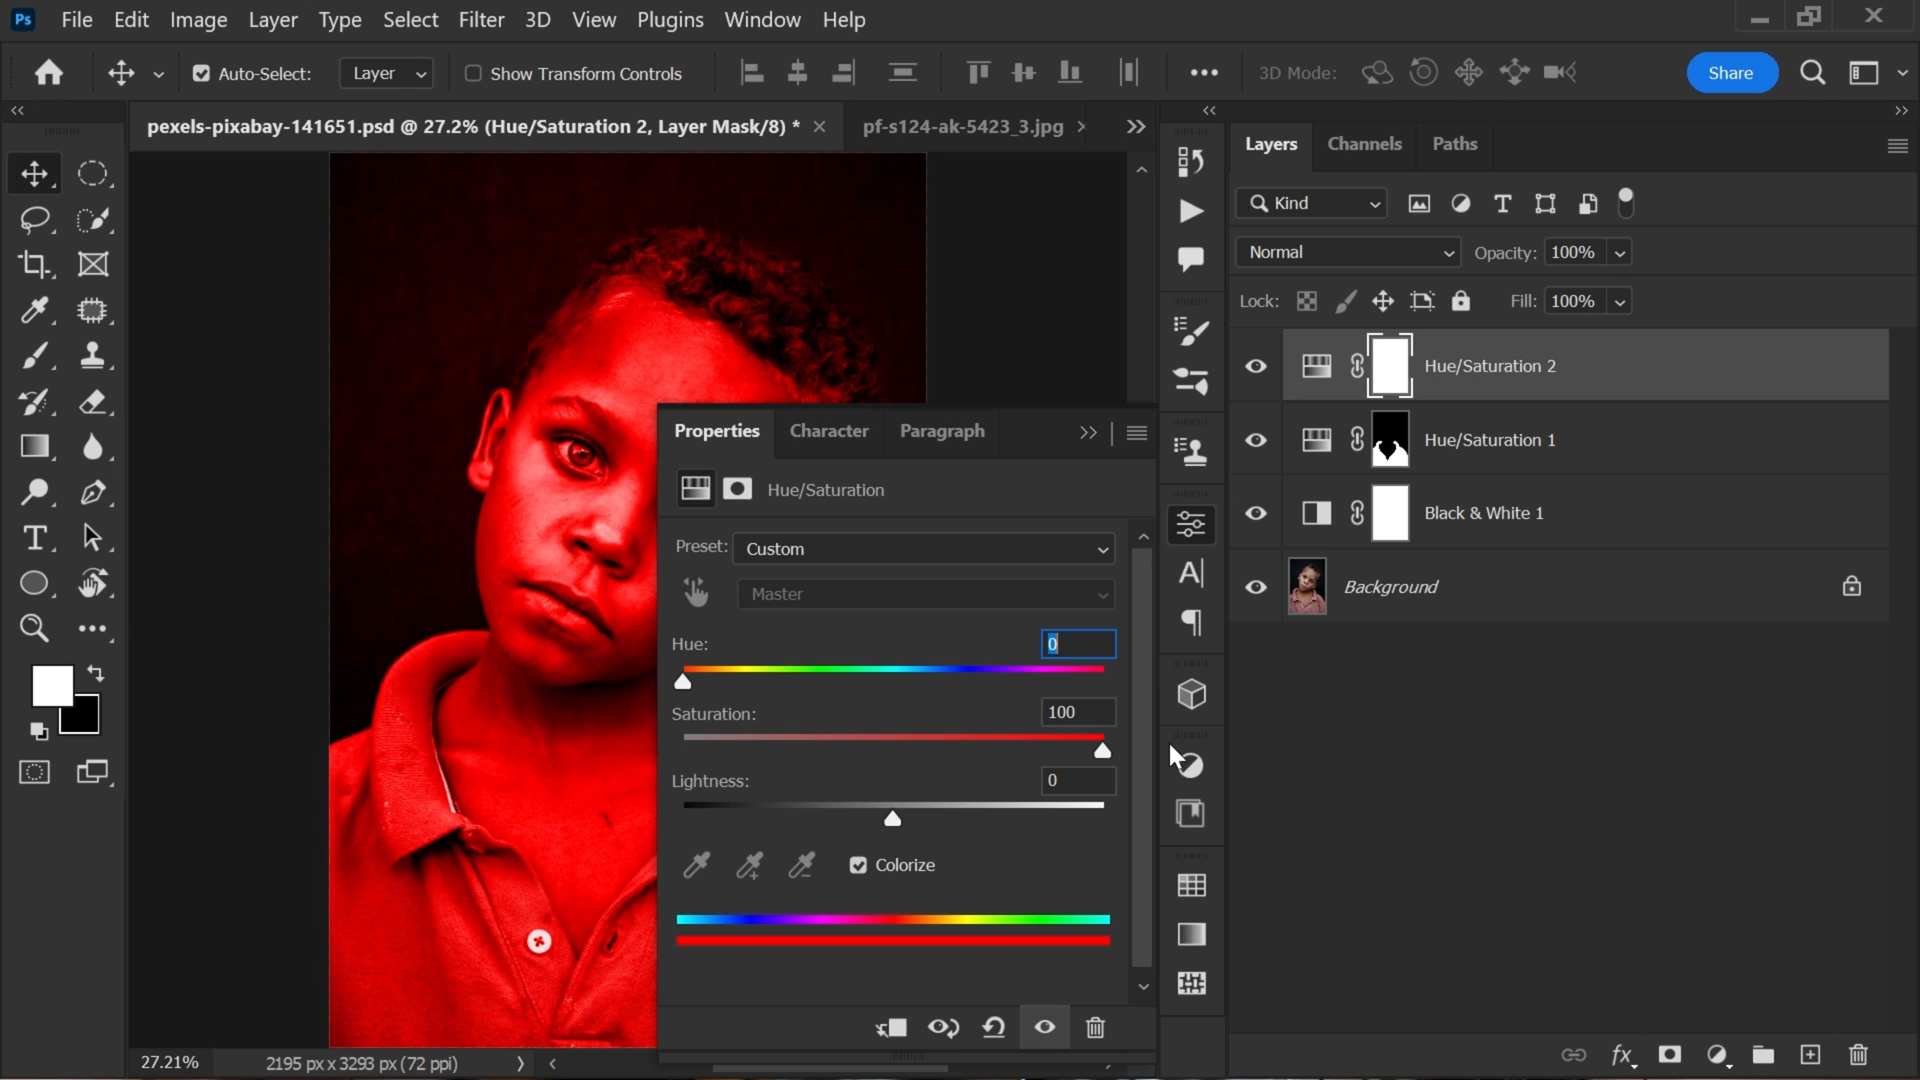 Ps File Edit Image Layer Type Select Filter 3D View Plugins Window Help
Auto-Select: Layer Show Transform Controls 3D Mode: Share
pexels-pixabay-141651.psd @ 27.2% (Hue/Saturation 2, Layer Mask/8) * pf-s124-ak-5423_3.jpg
Layers Channels Paths
Kind
Normal Opacity: 100%
Lock: Fill: 100%
Hue/Saturation 2
Hue/Saturation 1
Black & White 1
Background
Properties Character Paragraph
Hue/Saturation
Preset: Custom
Master
Hue: 0
Saturation: 100
Lightness: 0
Colorize
27.21% 2195 px x 3293 px (72 ppi)